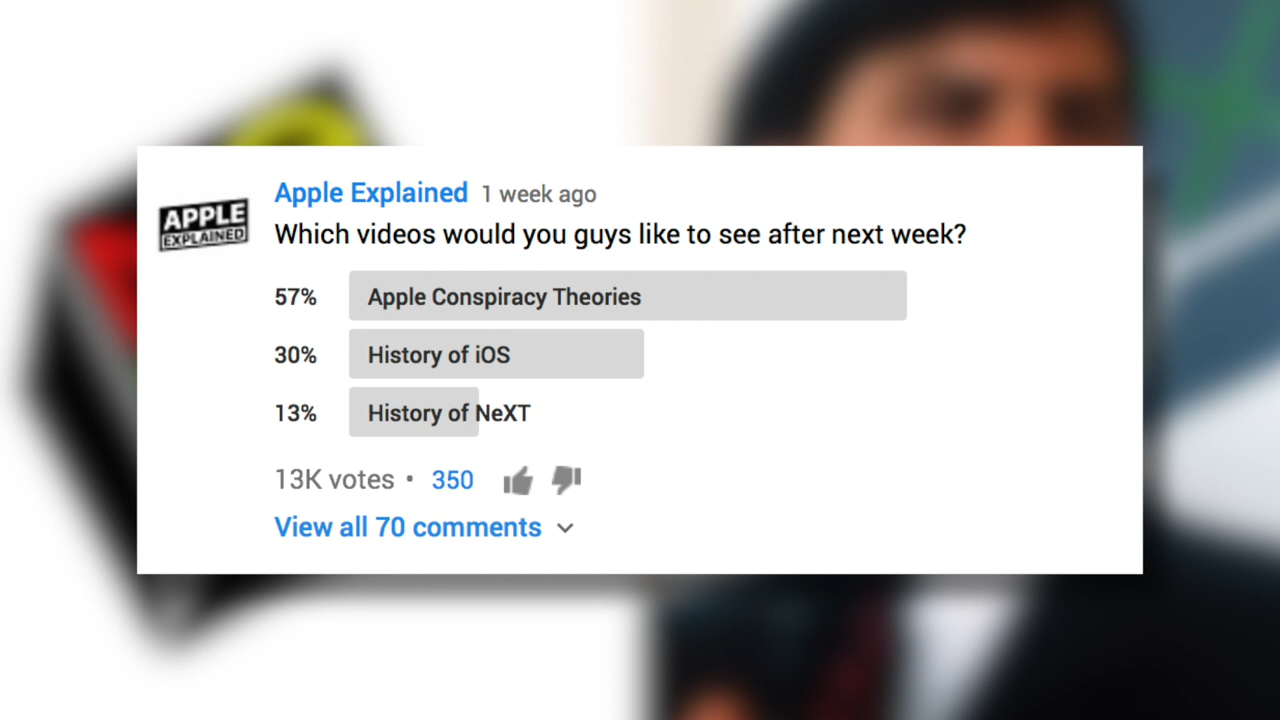 APPLE
EXPLAINED
Apple Explained 1 week ago
Which videos would you guys like to see after next week?
57% Apple Conspiracy Theories
30% History of iOS
13% History of NeXT
13K votes • 350
View all 70 comments